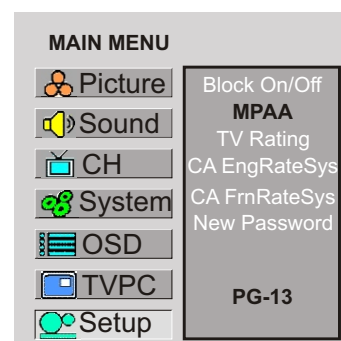 MAIN MENU
Picture
Sound
CH
System
OSD
TVPC
Setup
Block On/Off
MPAA
TV Rating
CA EngRateSys
CA FrnRateSys
New Password
PG-13